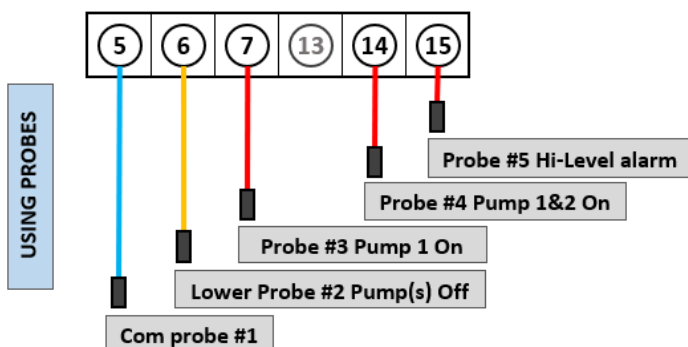 5 6 7 13 14 15
USING PROBES
Probe #5 Hi-Level alarm
Probe #4 Pump 1&2 On
Probe #3 Pump 1 On
Lower Probe #2 Pump(s) Off
Com probe #1